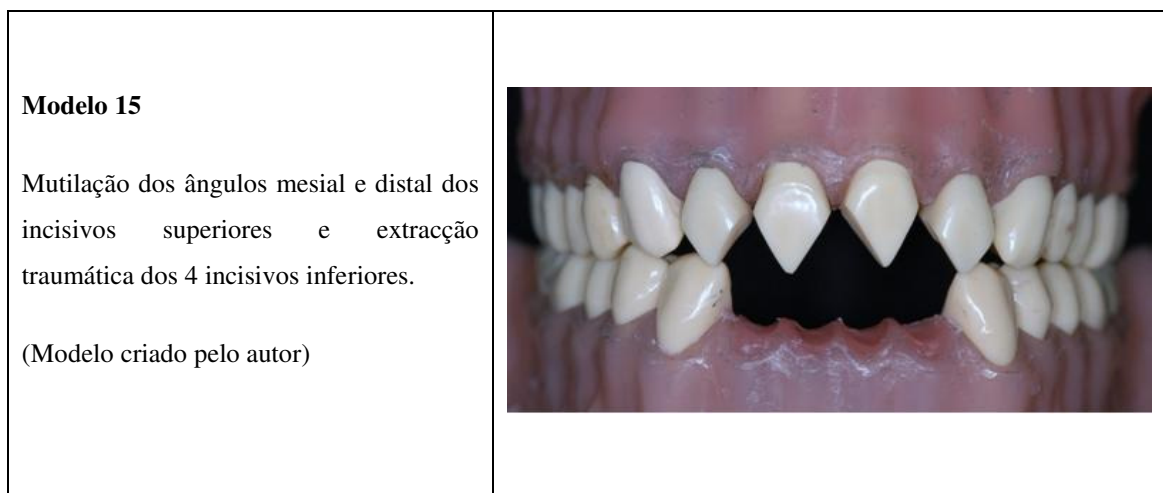 Modelo 15
Mutilação dos ângulos mesial e distal dos
incisivos superiores e extracção
traumática dos 4 incisivos inferiores.
(Modelo criado pelo autor)